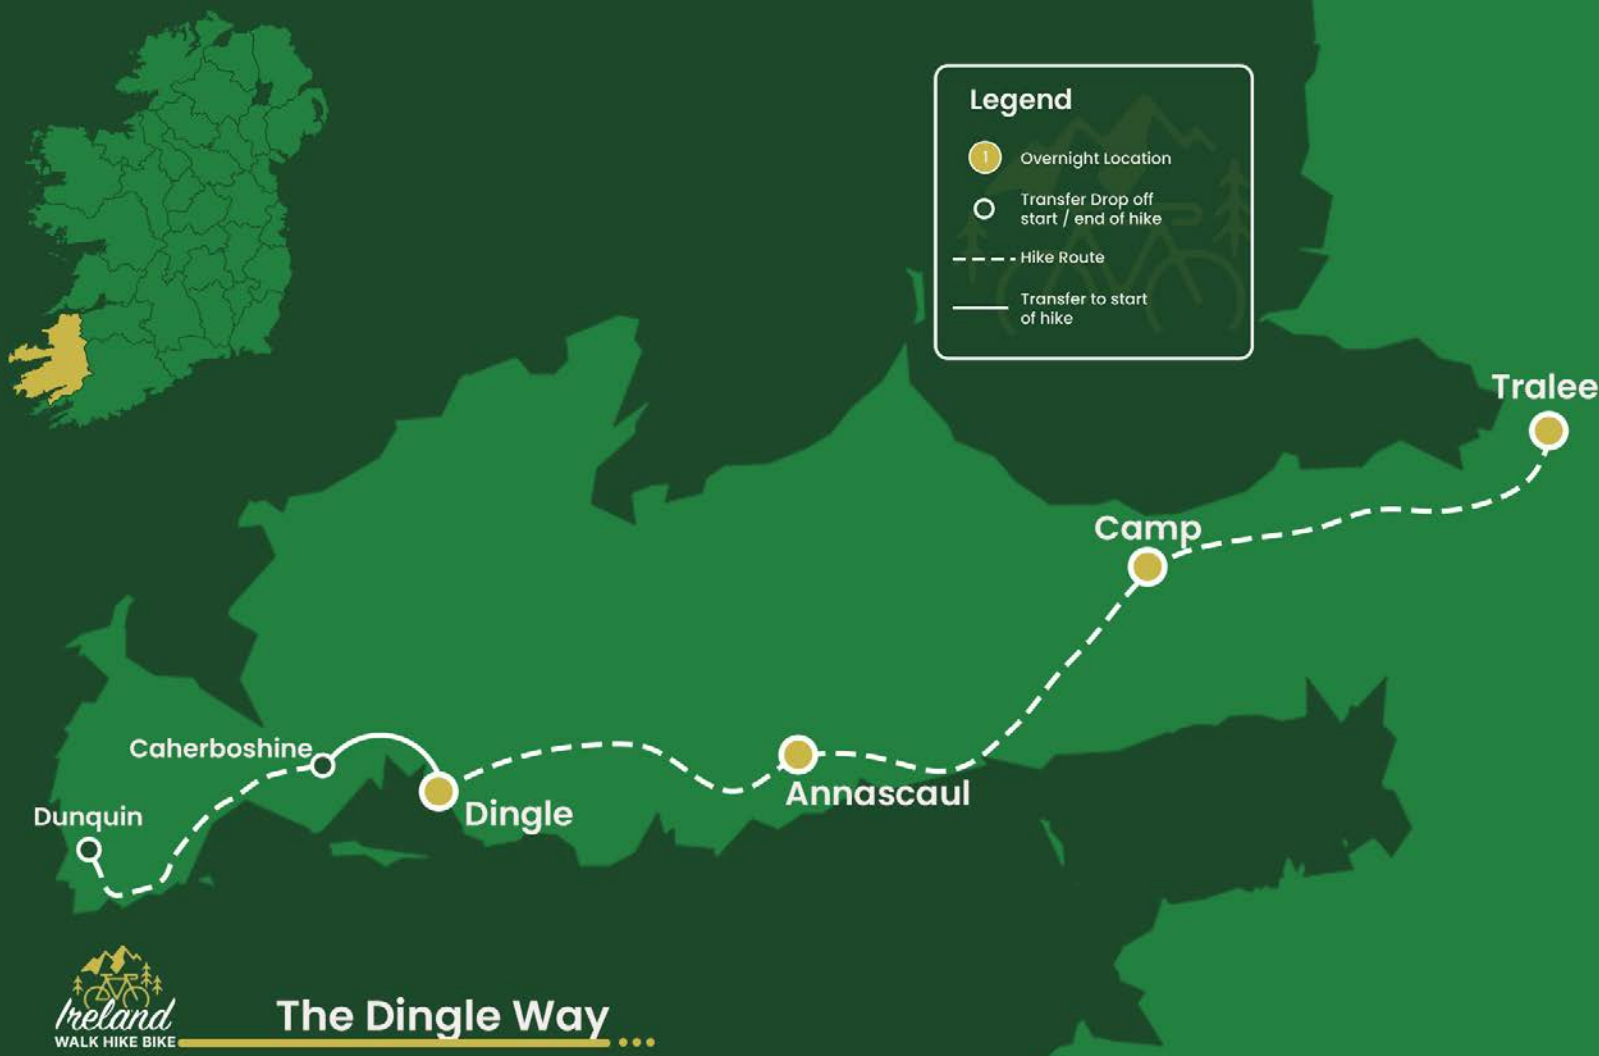 Legend
1
Overnight Location
Transfer Drop off
start / end of hike
Hike Route
Transfer to start
of hike
Tralee
Camp
Caherboshine
Annascaul
Dingle
Dunquin
Ireland
WALK HIKE BIKE
The Dingle Way